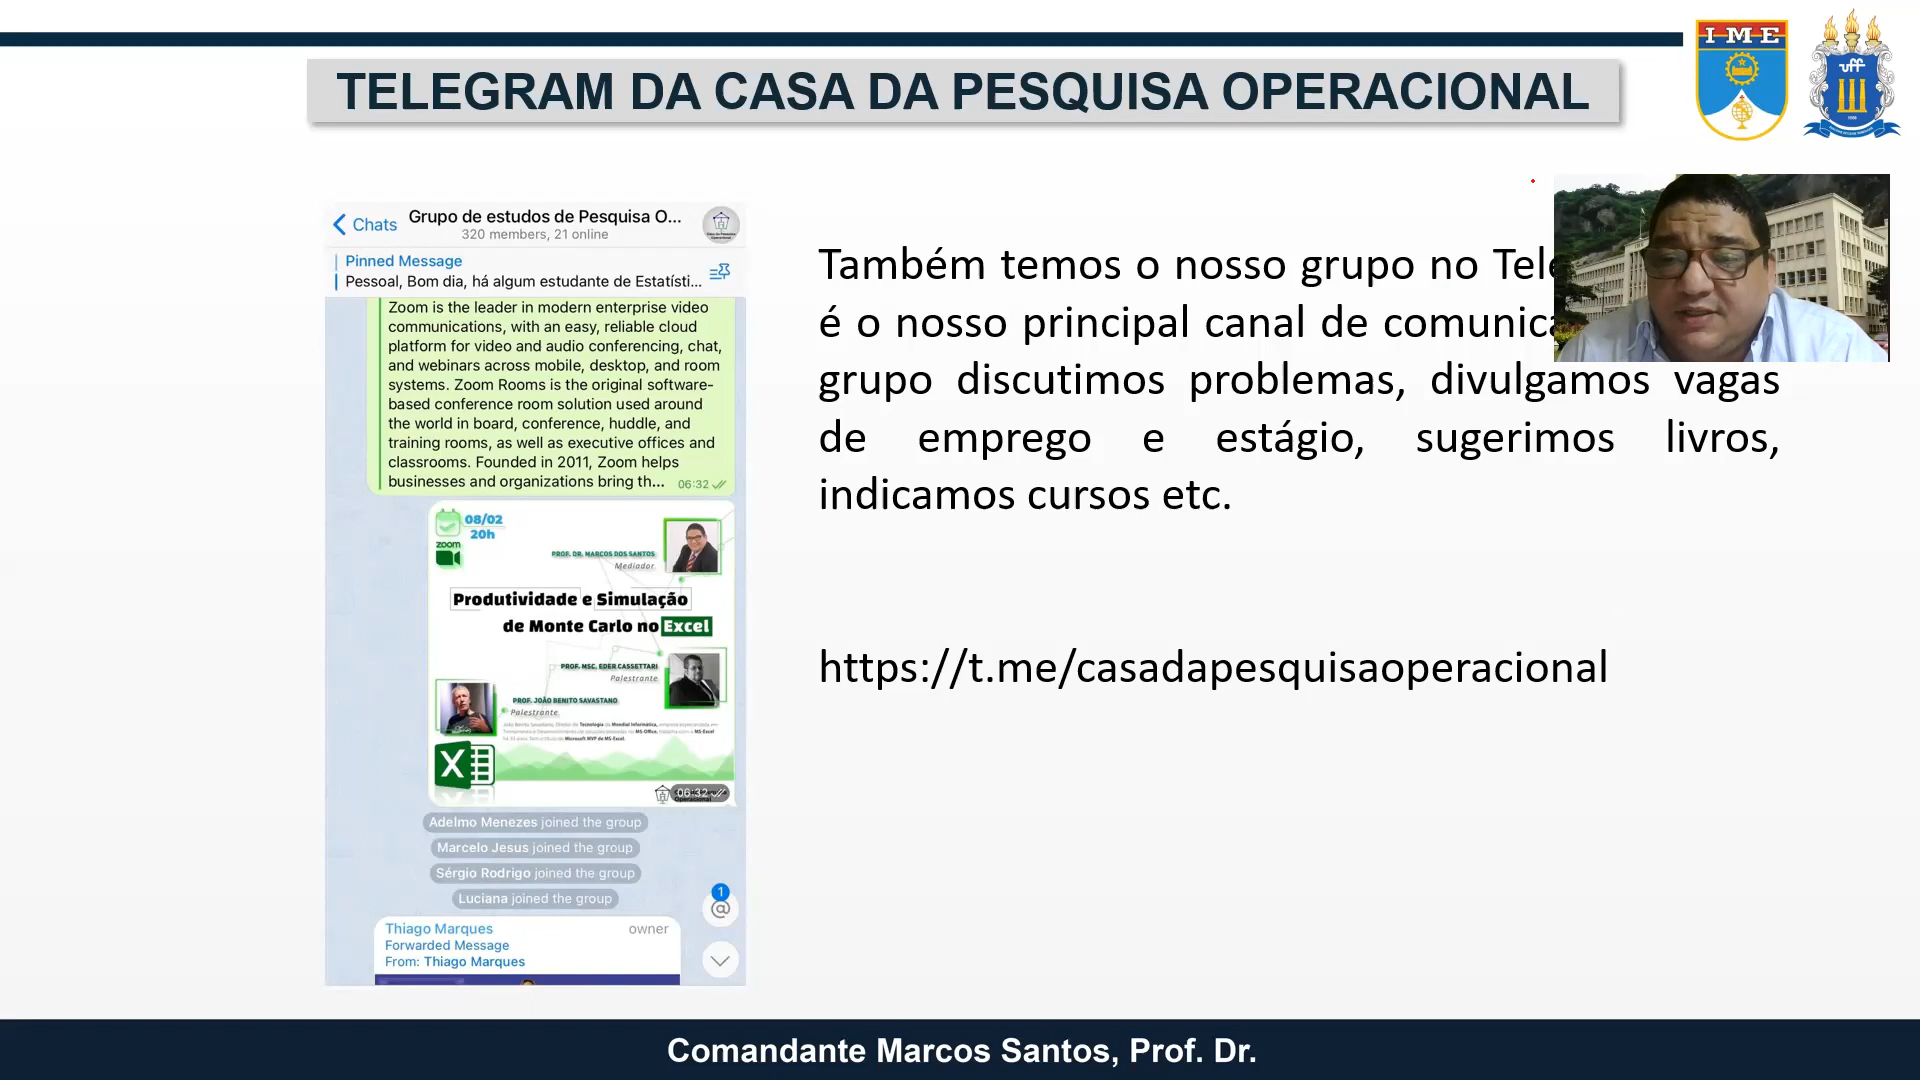 IME
uff
TELEGRAM DA CASA DA PESQUISA OPERACIONAL
Chats
Grupo de estudos de Pesquisa O...
320 members, 21 online
Pinned Message
Pessoal, Bom dia, há algum estudante de Estatísti...
Zoom is the leader in modern enterprise video
communications, with an easy, reliable cloud
platform for video and audio conferencing, chat,
and webinars across mobile, desktop, and room
systems. Zoom Rooms is the original software-
based conference room solution used around
the world in board, conference, huddle, and
training rooms, as well as executive offices and
classrooms. Founded in 2011, Zoom helps
businesses and organizations bring th...
06:32
08/02
20h
zoom
PROF. DR. MARCOS DOS SANTOS
Mediador
Produtividade e Simulação
de Monte Carlo no Excel
PROF. MSC. EDER CASSETTARI
Palestrante
PROF. JOÃO BENITO SAVASTANO
Palestrante
X
06:32
Adelmo Menezes joined the group
Marcelo Jesus joined the group
Sérgio Rodrigo joined the group
Luciana joined the group
1
@
Thiago Marques
owner
Forwarded Message
From: Thiago Marques
Também temos o nosso grupo no Tele
é o nosso principal canal de comunica
grupo discutimos problemas, divulgamos vagas
de emprego e estágio, sugerimos livros,
indicamos cursos etc.
https://t.me/casadapesquisaoperacional
Comandante Marcos Santos, Prof. Dr.